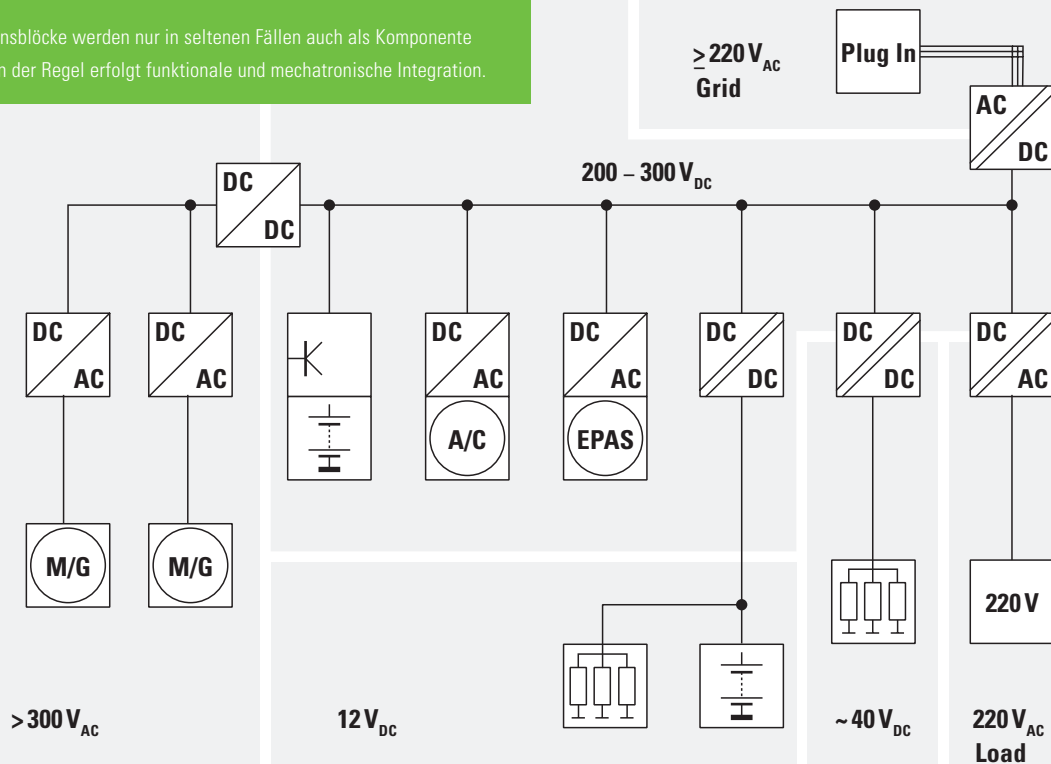 nsblöcke werden nur in seltenen Fällen auch als Komponente
n der Regel erfolgt funktionale und mechatronische Integration.
≥ 220 V_AC
Grid
Plug In
AC
DC
200 – 300 V_DC
DC
DC
DC
AC
DC
AC
DC
AC
DC
AC
DC
DC
DC
DC
DC
AC
A/C
EPAS
M/G
M/G
220 V
> 300 V_AC
12 V_DC
~ 40 V_DC
220 V_AC
Load